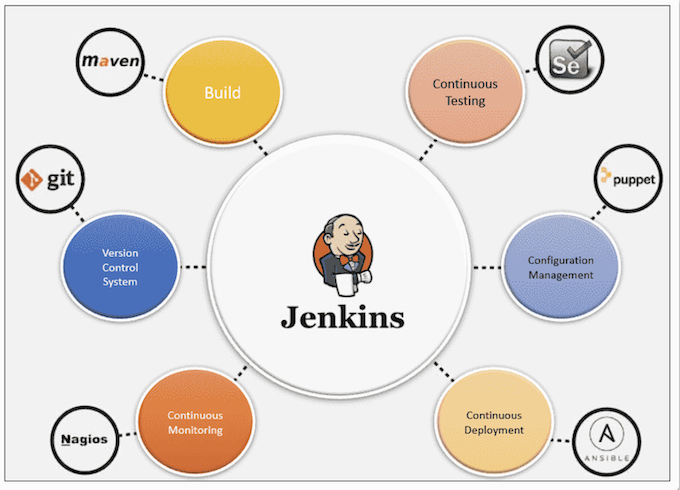 maven
Build
Continuous
Testing
Se
git
puppet
Version
Control
System
Jenkins
Configuration
Management
Nagios
Continuous
Monitoring
Continuous
Deployment
A
ANSIBLE